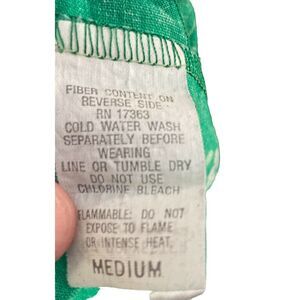 FIBER CONTENT ON
REVERSE SIDE
RN 17363
COLD WATER WASH
SEPARATELY BEFORE
WEARING
LINE OR TUMBLE DRY
DO NOT USE
CHLORINE BLEACH
FLAMMABLE: DO NOT
EXPOSE TO FLAME
OR INTENSE HEAT.
MEDIUM